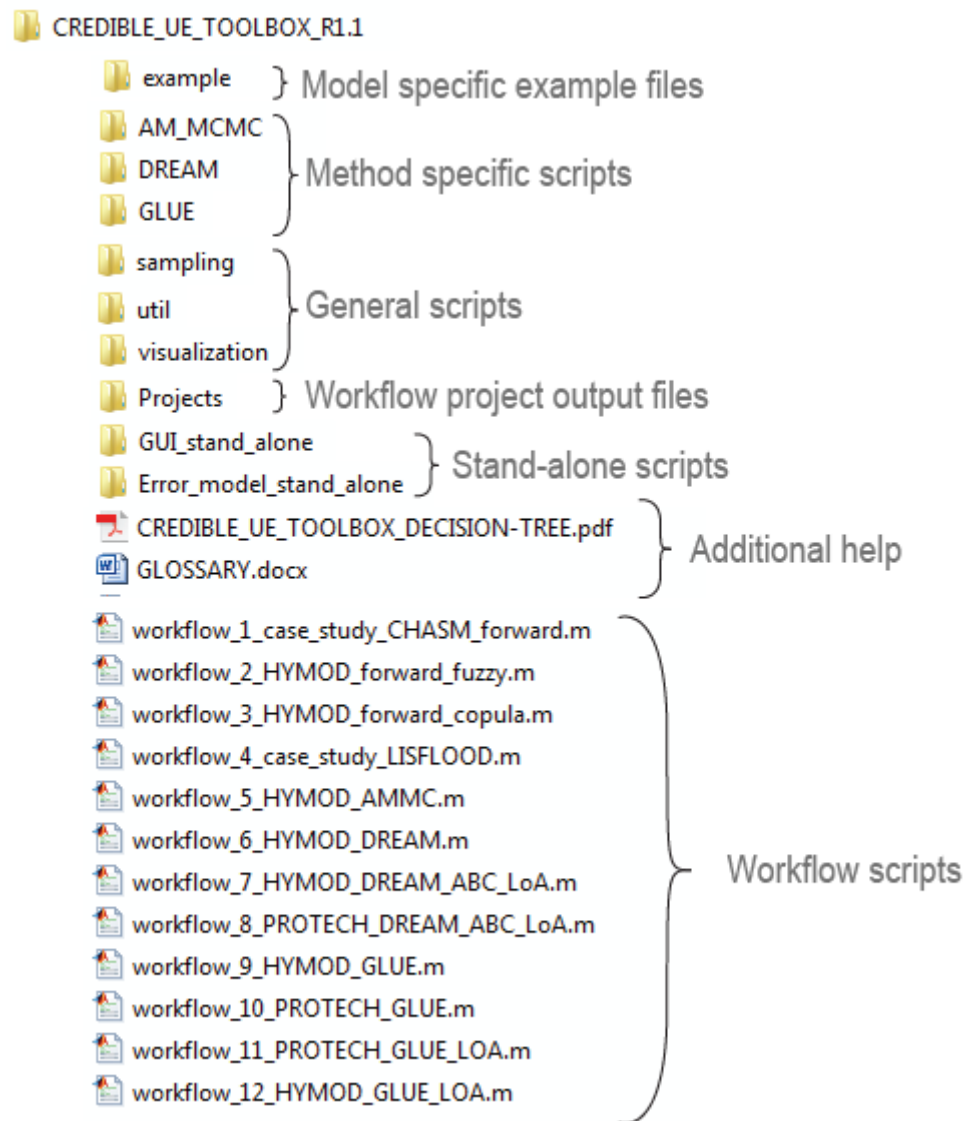 CREDIBLE_UE_TOOLBOX_R1.1
example
Model specific example files
AM_MCMC
DREAM
Method specific scripts
GLUE
sampling
util
General scripts
visualization
Projects
Workflow project output files
GUI_stand_alone
Stand-alone scripts
Error_model_stand_alone
CREDIBLE_UE_TOOLBOX_DECISION-TREE.pdf
Additional help
GLOSSARY.docx
workflow_1_case_study_CHASM_forward.m
workflow_2_HYMOD_forward_fuzzy.m
workflow_3_HYMOD_forward_copula.m
workflow_4_case_study_LISFLOOD.m
workflow_5_HYMOD_AMMC.m
workflow_6_HYMOD_DREAM.m
workflow_7_HYMOD_DREAM_ABC_LoA.m
Workflow scripts
workflow_8_PROTECH_DREAM_ABC_LoA.m
workflow_9_HYMOD_GLUE.m
workflow_10_PROTECH_GLUE.m
workflow_11_PROTECH_GLUE_LOA.m
workflow_12_HYMOD_GLUE_LOA.m